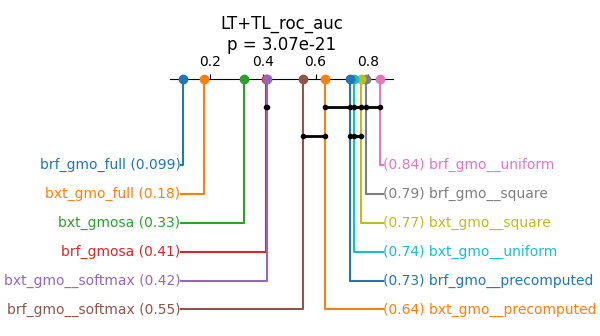 LT+TL_roc_auc
p = 3.07e-21
0.2 0.4 0.6 0.8
brf_gmo_full (0.099)
(0.84) brf_gmo__uniform
bxt_gmo_full (0.18)
(0.79) brf_gmo__square
bxt_gmosa (0.33)
(0.77) bxt_gmo__square
brf_gmosa (0.41)
(0.74) bxt_gmo__uniform
bxt_gmo__softmax (0.42)
(0.73) brf_gmo__precomputed
brf_gmo__softmax (0.55)
(0.64) bxt_gmo__precomputed